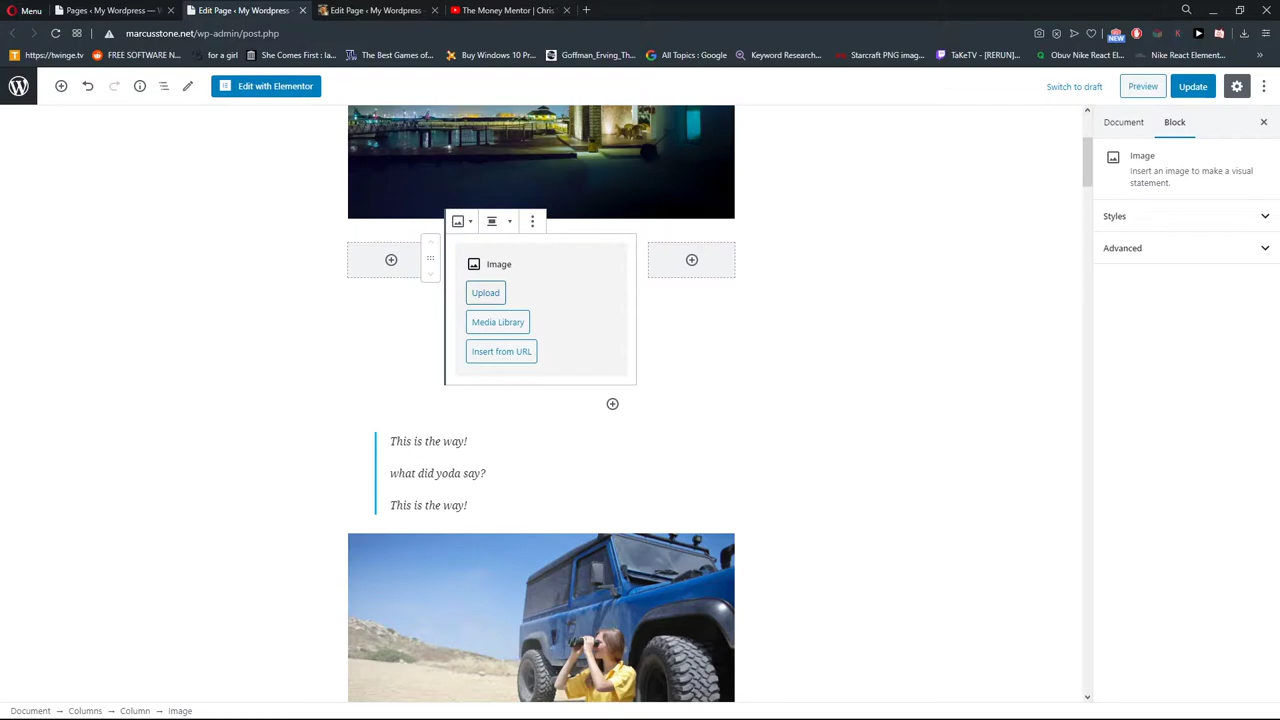 Menu
Pages ‹ My Wordpress — W
Edit Page ‹ My Wordpress
Edit Page ‹ My Wordpress
The Money Mentor | Chris
marcusstone.net/wp-admin/post.php
NEW
https://twinge.tv
FREE SOFTWARE N...
for a girl
She Comes First : la...
The Best Games of...
Buy Windows 10 Pr...
Goffman_Erving_Th...
All Topics : Google
Keyword Research...
Starcraft PNG imag...
TaKeTV - [RERUN]...
Obuv Nike React El...
Nike React Element...
Edit with Elementor
Switch to draft
Preview
Update
Document
Block
Image
Insert an image to make a visual
statement.
Styles
Advanced
Image
Upload
Media Library
Insert from URL
This is the way!
what did yoda say?
This is the way!
Document → Columns → Column → Image